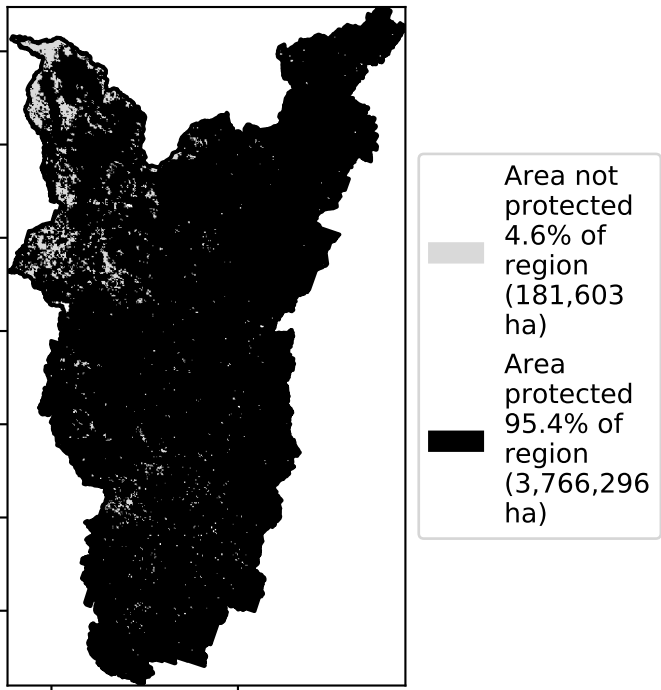 Area not
protected
4.6% of
region
(181,603
ha)
Area
protected
95.4% of
region
(3,766,296
ha)